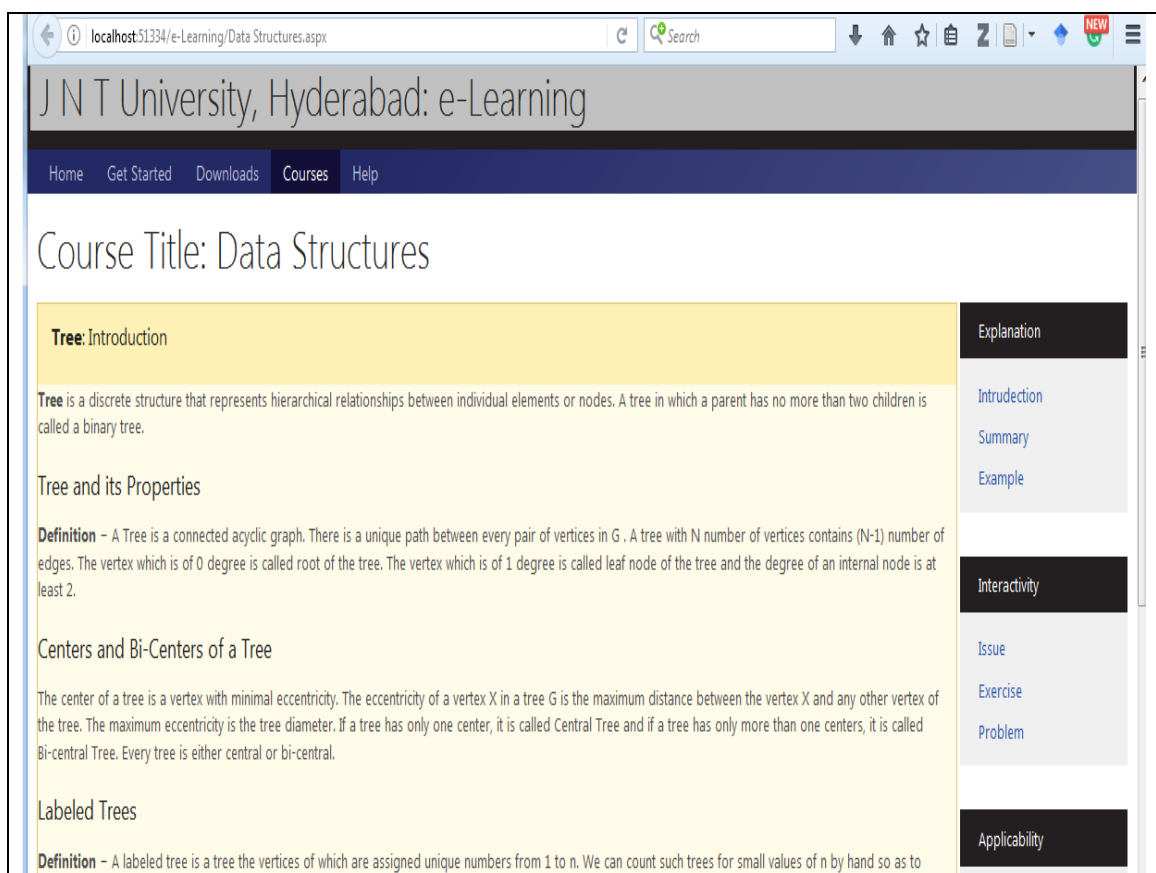 localhost:51334/e-Learning/Data Structures.aspx
Search
NEW
J N T University, Hyderabad: e-Learning
Home Get Started Downloads Courses Help
Course Title: Data Structures
Tree: Introduction
Tree is a discrete structure that represents hierarchical relationships between individual elements or nodes. A tree in which a parent has no more than two children is
called a binary tree.
Tree and its Properties
Definition – A Tree is a connected acyclic graph. There is a unique path between every pair of vertices in G . A tree with N number of vertices contains (N-1) number of
edges. The vertex which is of 0 degree is called root of the tree. The vertex which is of 1 degree is called leaf node of the tree and the degree of an internal node is at
least 2.
Centers and Bi-Centers of a Tree
The center of a tree is a vertex with minimal eccentricity. The eccentricity of a vertex X in a tree G is the maximum distance between the vertex X and any other vertex of
the tree. The maximum eccentricity is the tree diameter. If a tree has only one center, it is called Central Tree and if a tree has only more than one centers, it is called
Bi-central Tree. Every tree is either central or bi-central.
Labeled Trees
Definition – A labeled tree is a tree the vertices of which are assigned unique numbers from 1 to n. We can count such trees for small values of n by hand so as to
Explanation
Intrudection
Summary
Example
Interactivity
Issue
Exercise
Problem
Applicability